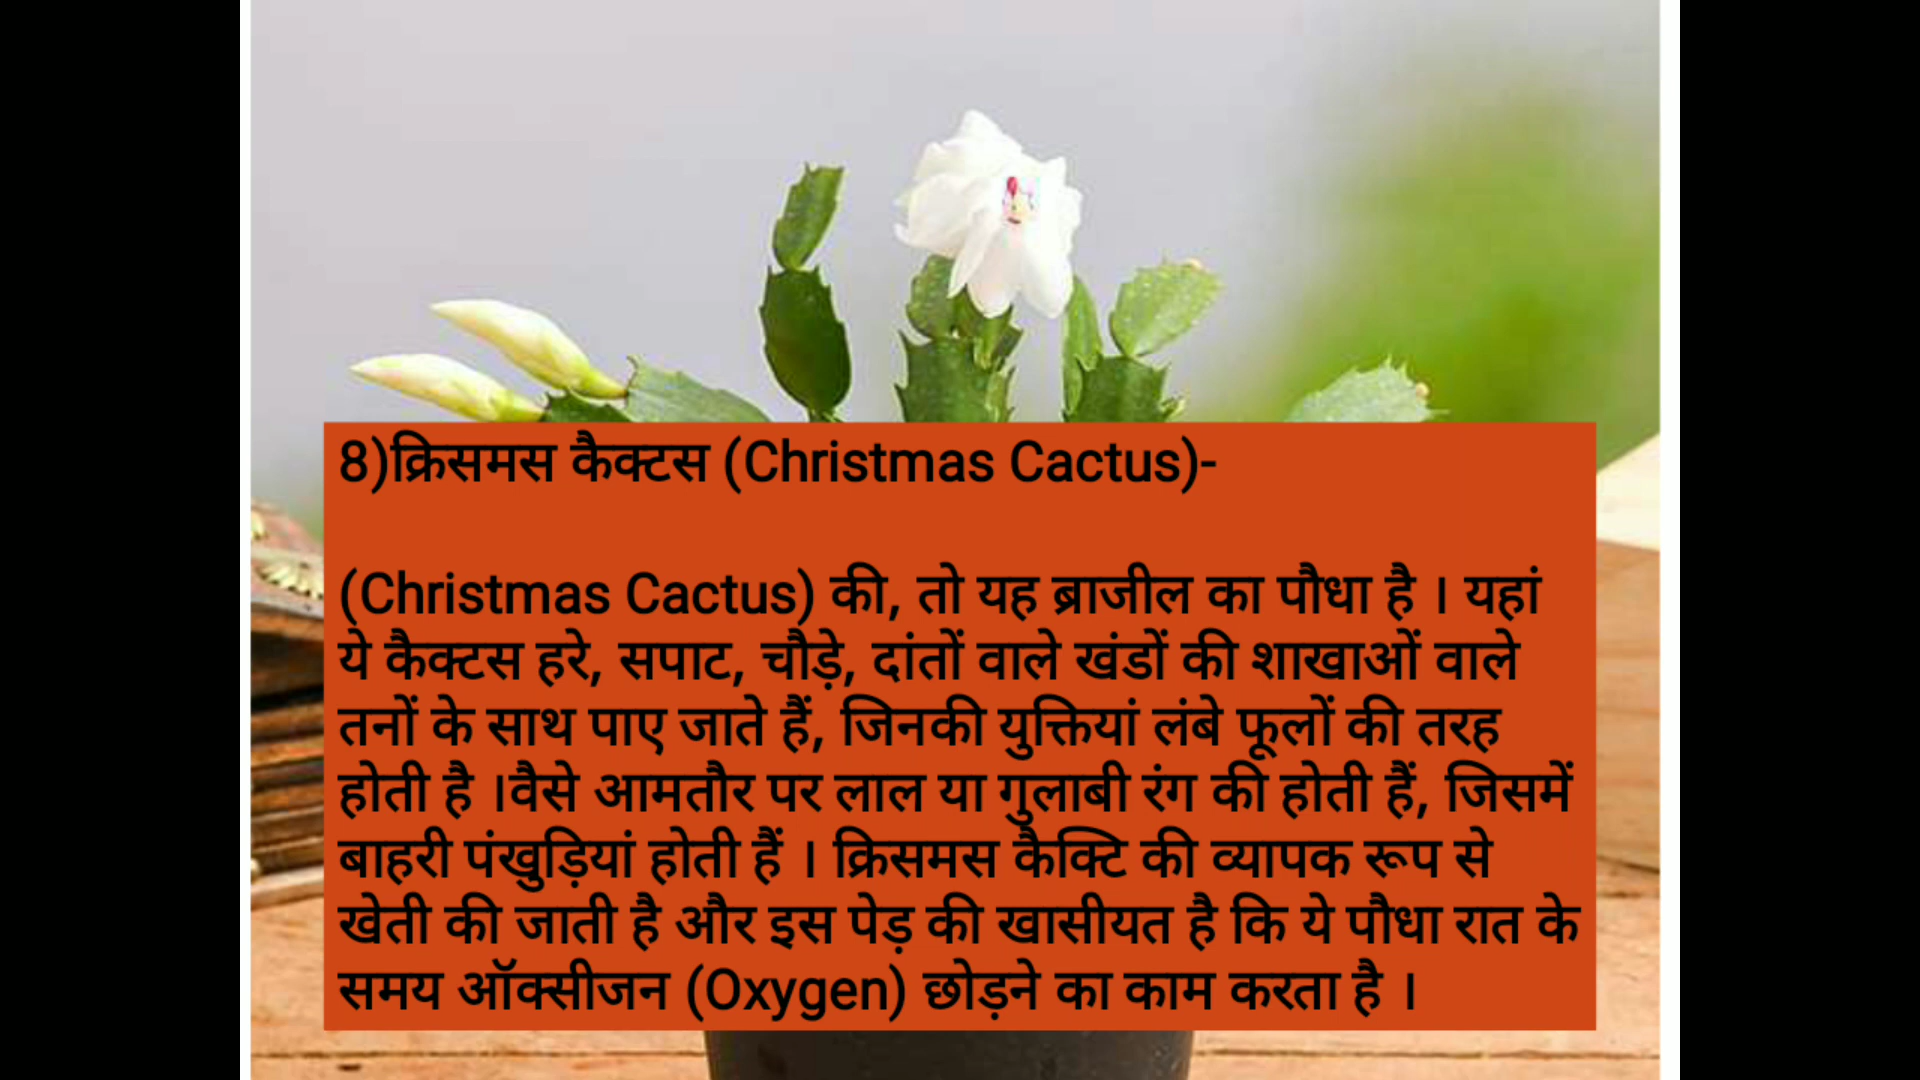 8)क्रिसमस कैक्टस (Christmas Cactus)-
(Christmas Cactus) की, तो यह ब्राजील का पौधा है । यहां
ये कैक्टस हरे, सपाट, चौड़े, दांतों वाले खंडों की शाखाओं वाले
तनों के साथ पाए जाते हैं, जिनकी युक्तियां लंबे फूलों की तरह
होती है ।वैसे आमतौर पर लाल या गुलाबी रंग की होती हैं, जिसमें
बाहरी पंखुड़ियां होती हैं । क्रिसमस कैक्टि की व्यापक रूप से
खेती की जाती है और इस पेड़ की खासीयत है कि ये पौधा रात के
समय ऑक्सीजन (Oxygen) छोड़ने का काम करता है ।